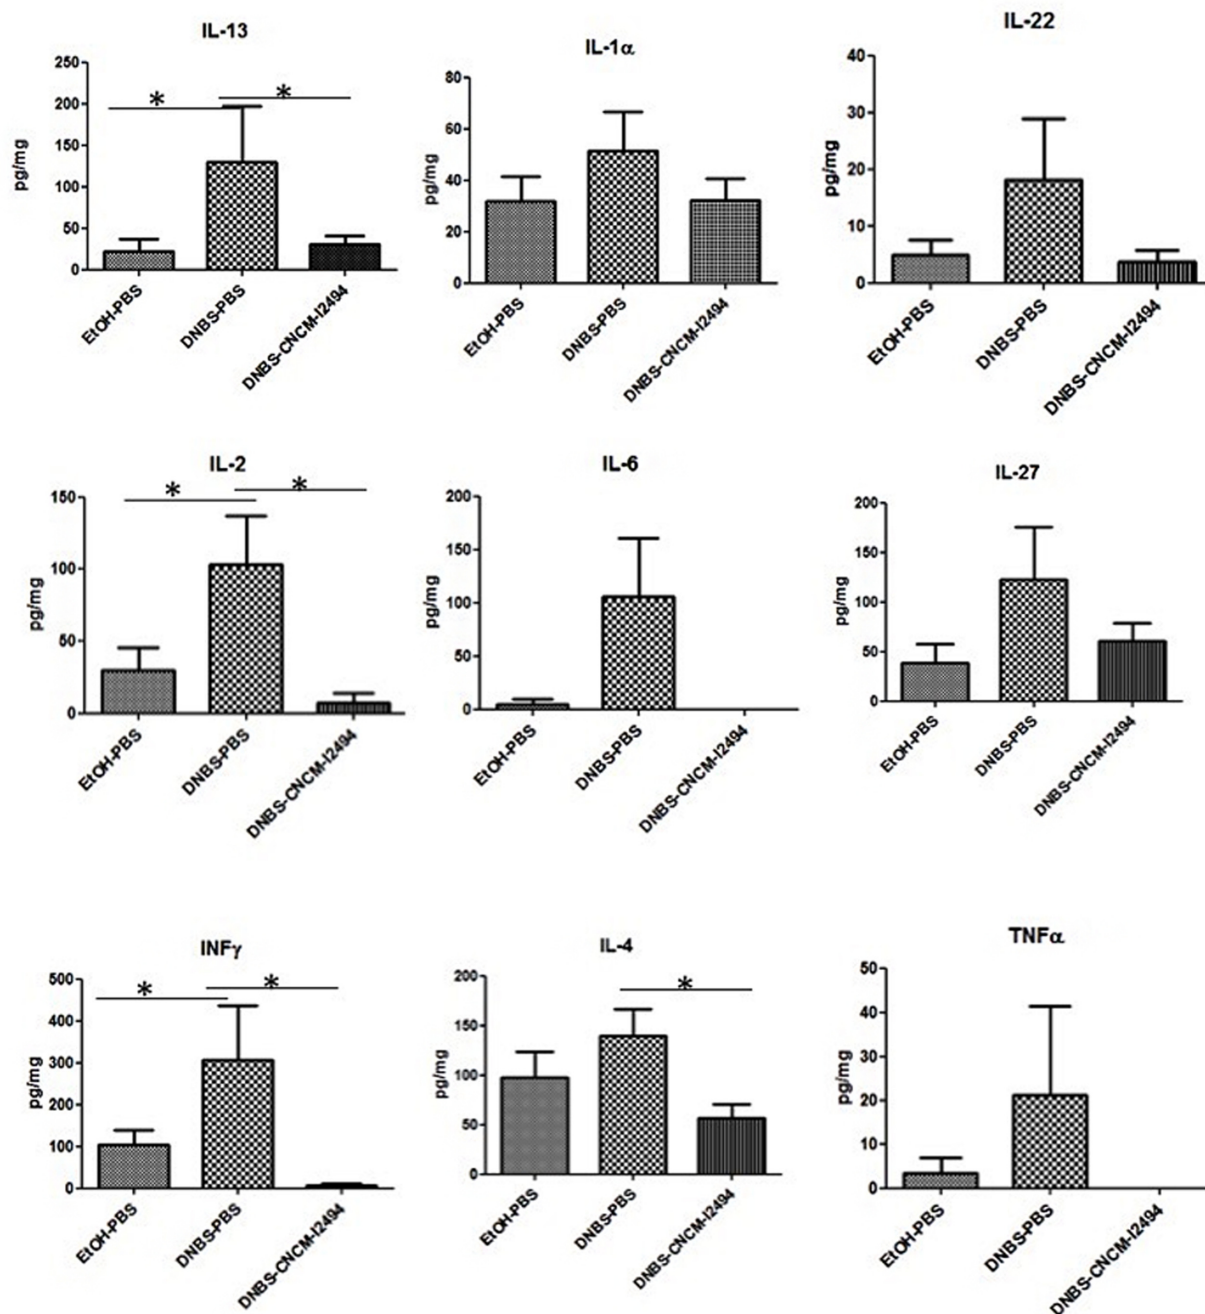 IL-13
250
200
150
100
50
0
pg/mg
*
*
EtOH-PBS
DNBS-PBS
DNBS-CNCM-I2494
IL-1α
80
60
40
20
0
pg/mg
EtOH-PBS
DNBS-PBS
DNBS-CNCM-I2494
IL-22
40
30
20
10
0
pg/mg
EtOH-PBS
DNBS-PBS
DNBS-CNCM-I2494
IL-2
150
100
50
0
pg/mg
*
*
EtOH-PBS
DNBS-PBS
DNBS-CNCM-I2494
IL-6
200
150
100
50
0
pg/mg
EtOH-PBS
DNBS-PBS
DNBS-CNCM-I2494
IL-27
200
150
100
50
0
pg/mg
EtOH-PBS
DNBS-PBS
DNBS-CNCM-I2494
INFγ
500
400
300
200
100
0
pg/mg
*
*
EtOH-PBS
DNBS-PBS
DNBS-CNCM-I2494
IL-4
200
150
100
50
0
pg/mg
*
EtOH-PBS
DNBS-PBS
DNBS-CNCM-I2494
TNFα
50
40
30
20
10
0
pg/mg
EtOH-PBS
DNBS-PBS
DNBS-CNCM-I2494